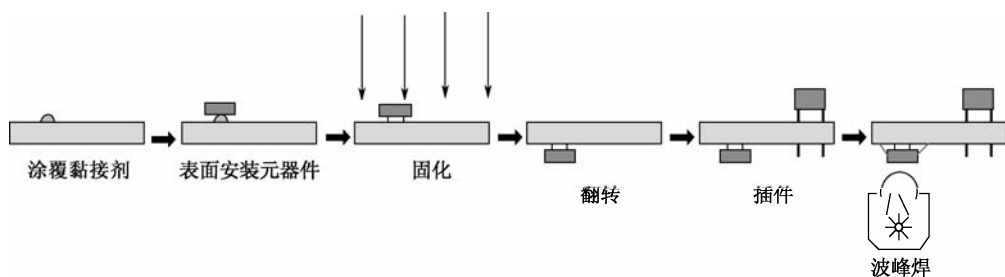 涂覆黏接剂
表面安装元器件
固化
翻转
插件
波峰焊